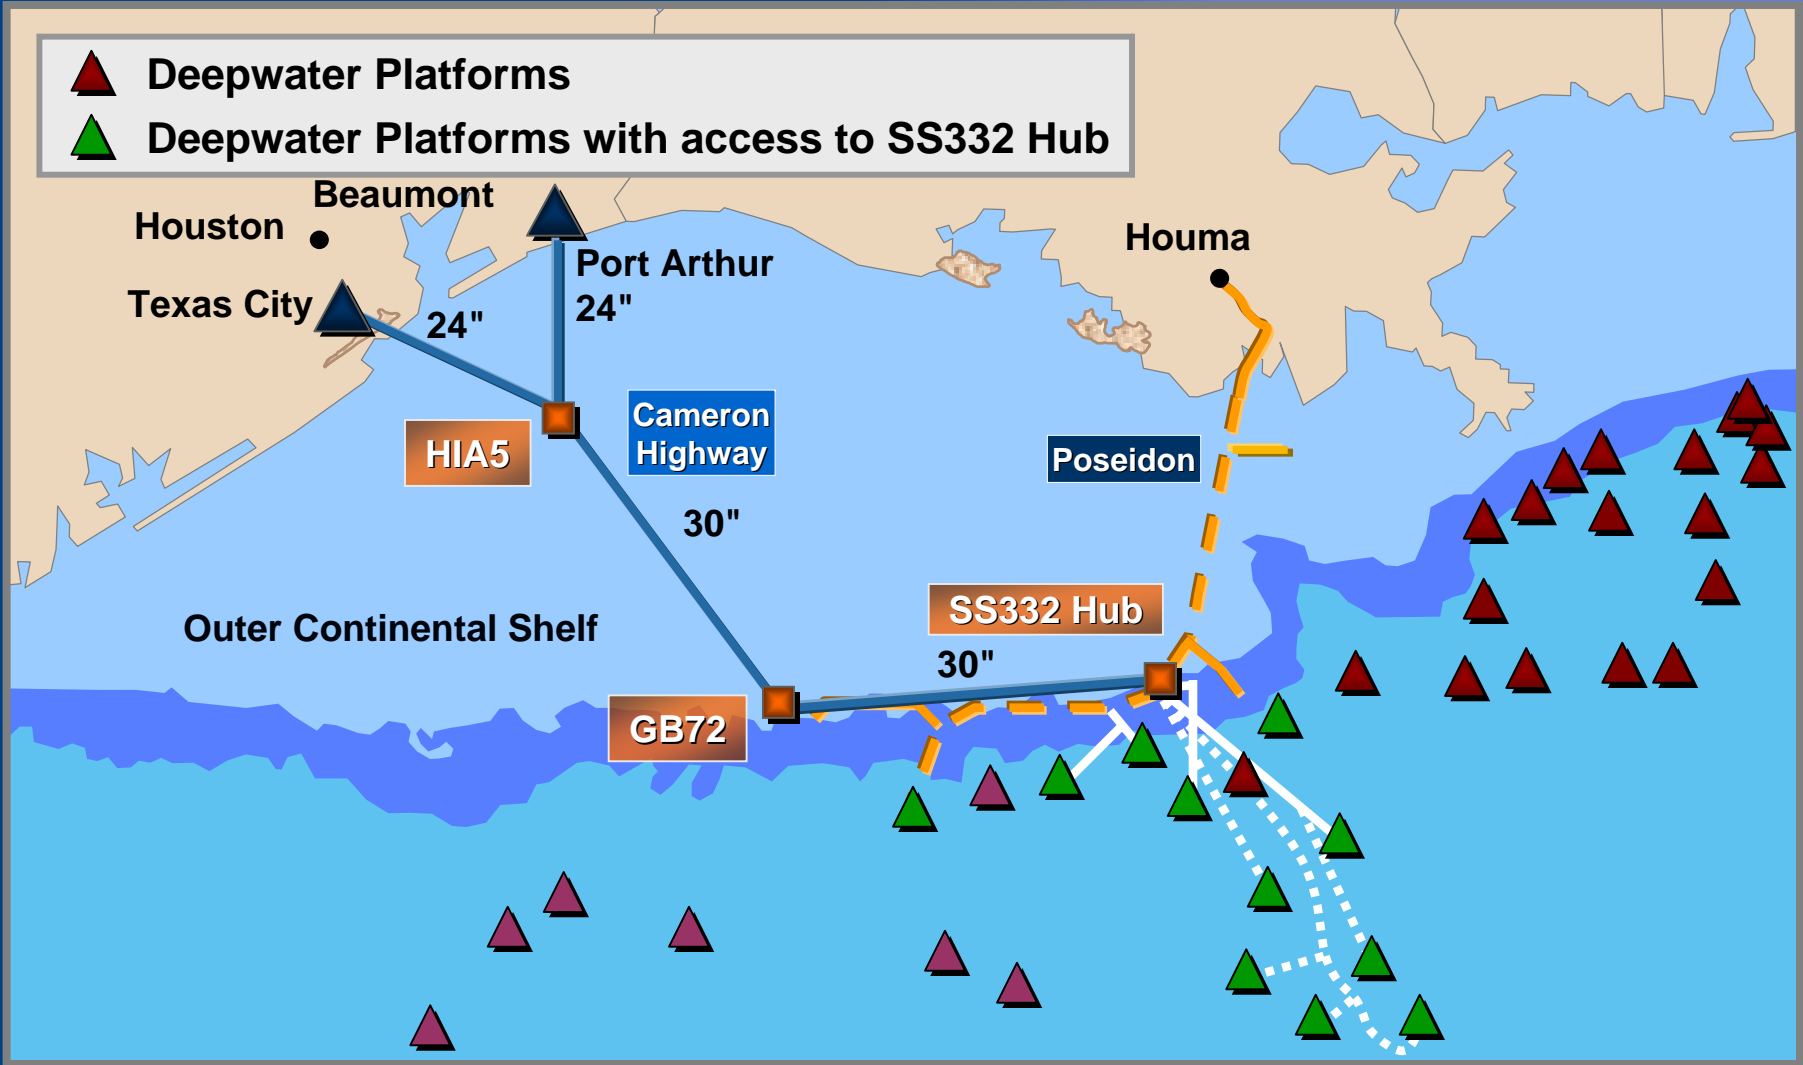 Deepwater Platforms
Deepwater Platforms with access to SS332 Hub
Beaumont
Houston
Texas City
24"
Port Arthur
24"
Houma
HIA5
Cameron
Highway
Poseidon
30"
SS332 Hub
Outer Continental Shelf
30"
GB72